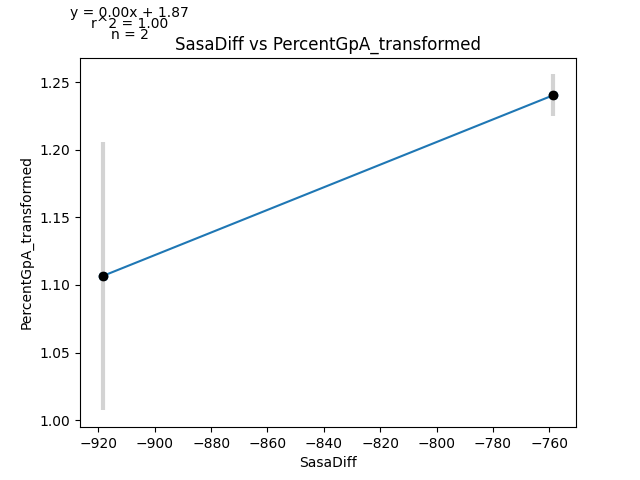 y = 0.00x + 1.87
r^2 = 1.00
n = 2
SasaDiff vs PercentGpA_transformed
1.25
1.20
1.15
1.10
1.05
1.00
PercentGpA_transformed
−920 −900 −880 −860 −840 −820 −800 −780 −760
SasaDiff